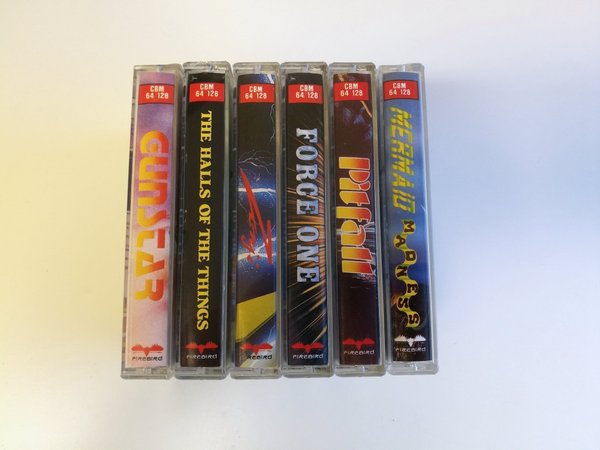 CBM
64 128
GUNSTAR
FIREBIRD
CBM
64 128
THE HALLS OF THE THINGS
FIREBIRD
CBM
64 128
FIREBIRD
CBM
64 128
FORCE ONE
FIREBIRD
CBM
64 128
Pitfall
FIREBIRD
CBM
64 128
MERMAID
MADNESS
FIREBIRD